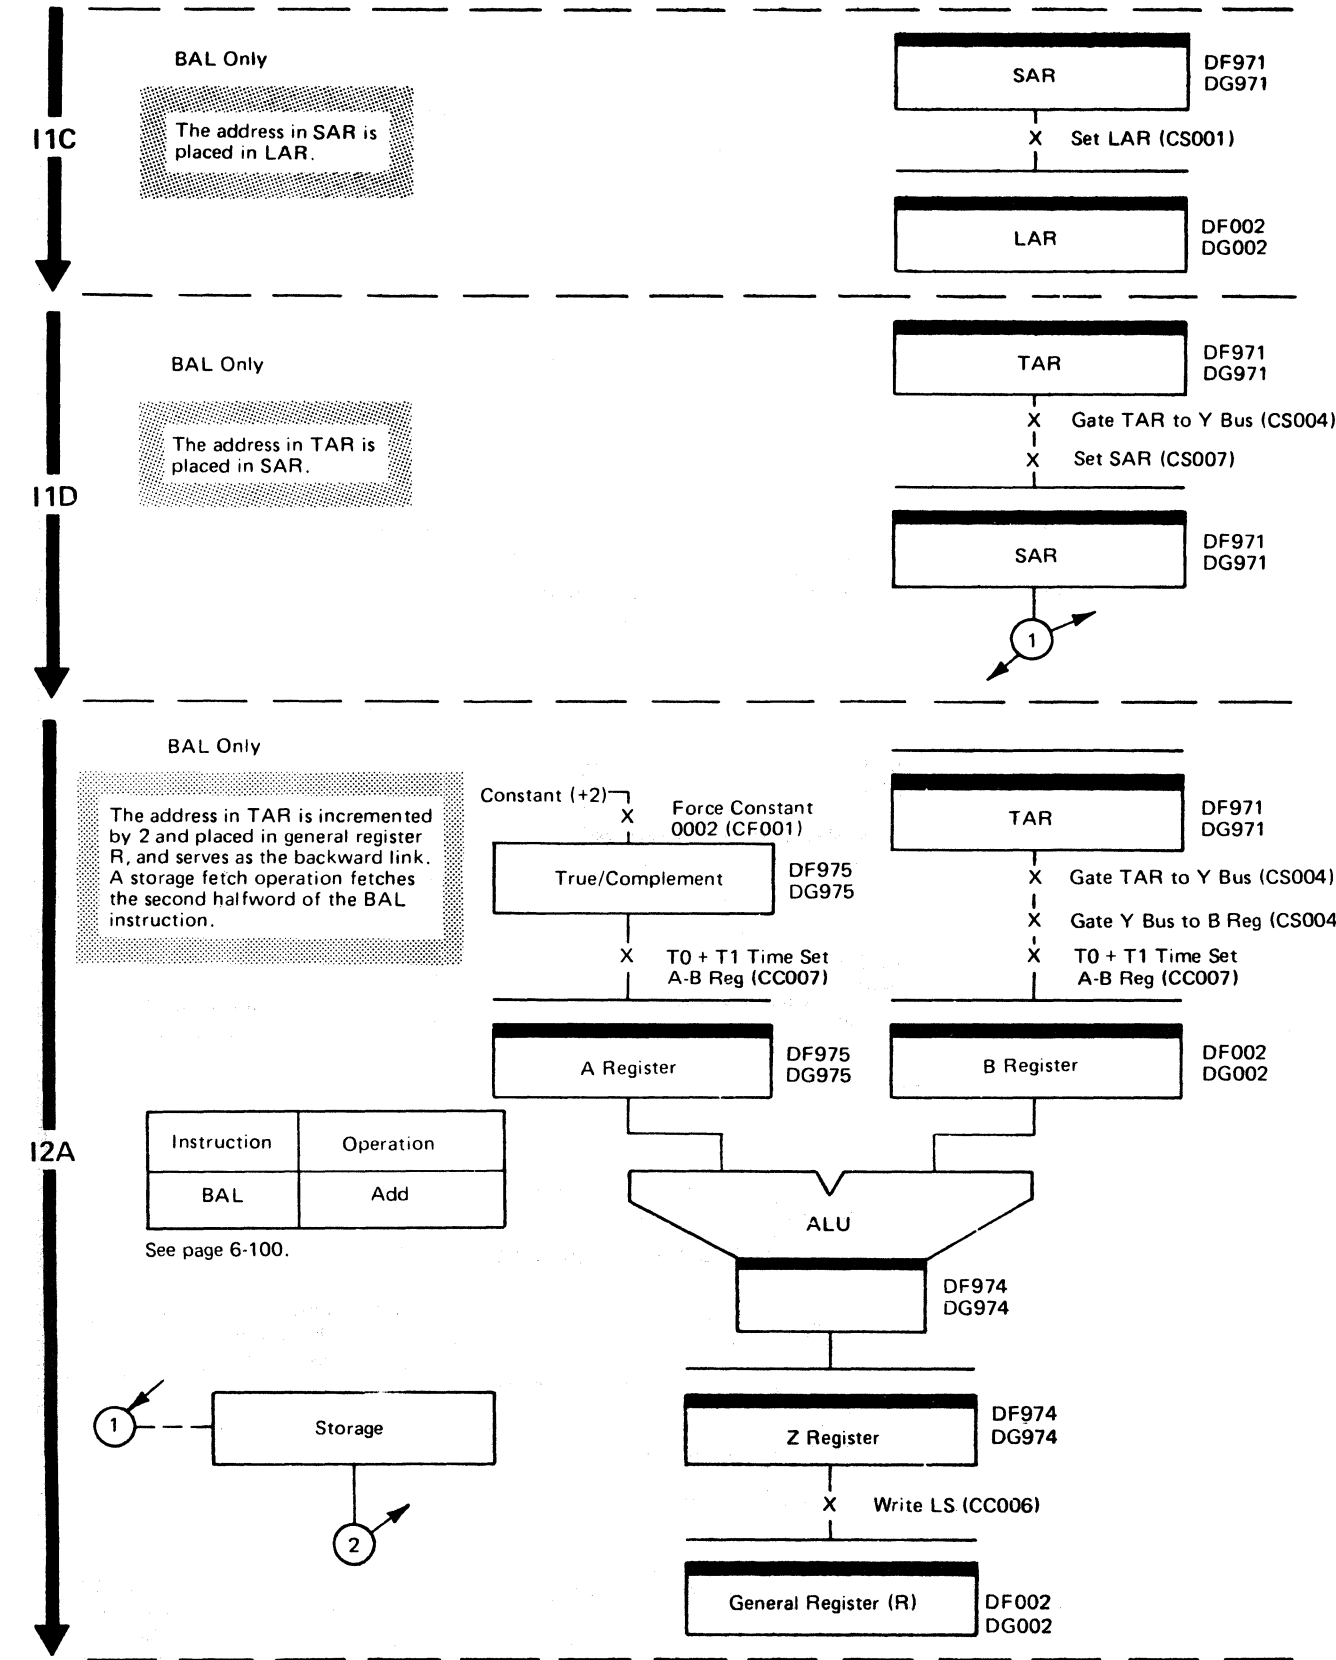 I1C
BAL Only
The address in SAR is
placed in LAR.
SAR
DF971
DG971
X Set LAR (CS001)
LAR
DF002
DG002
I1D
BAL Only
The address in TAR is
placed in SAR.
TAR
DF971
DG971
X Gate TAR to Y Bus (CS004)
X Set SAR (CS007)
SAR
DF971
DG971
1
I2A
BAL Only
The address in TAR is incremented
by 2 and placed in general register
R, and serves as the backward link.
A storage fetch operation fetches
the second halfword of the BAL
instruction.
Constant (+2)
X Force Constant
0002 (CF001)
True/Complement
DF975
DG975
X T0 + T1 Time Set
A-B Reg (CC007)
A Register
DF975
DG975
TAR
DF971
DG971
X Gate TAR to Y Bus (CS004)
X Gate Y Bus to B Reg (CS004
X T0 + T1 Time Set
A-B Reg (CC007)
B Register
DF002
DG002
Instruction Operation
BAL Add
See page 6-100.
ALU
DF974
DG974
1
Storage
2
Z Register
DF974
DG974
X Write LS (CC006)
General Register (R)
DF002
DG002